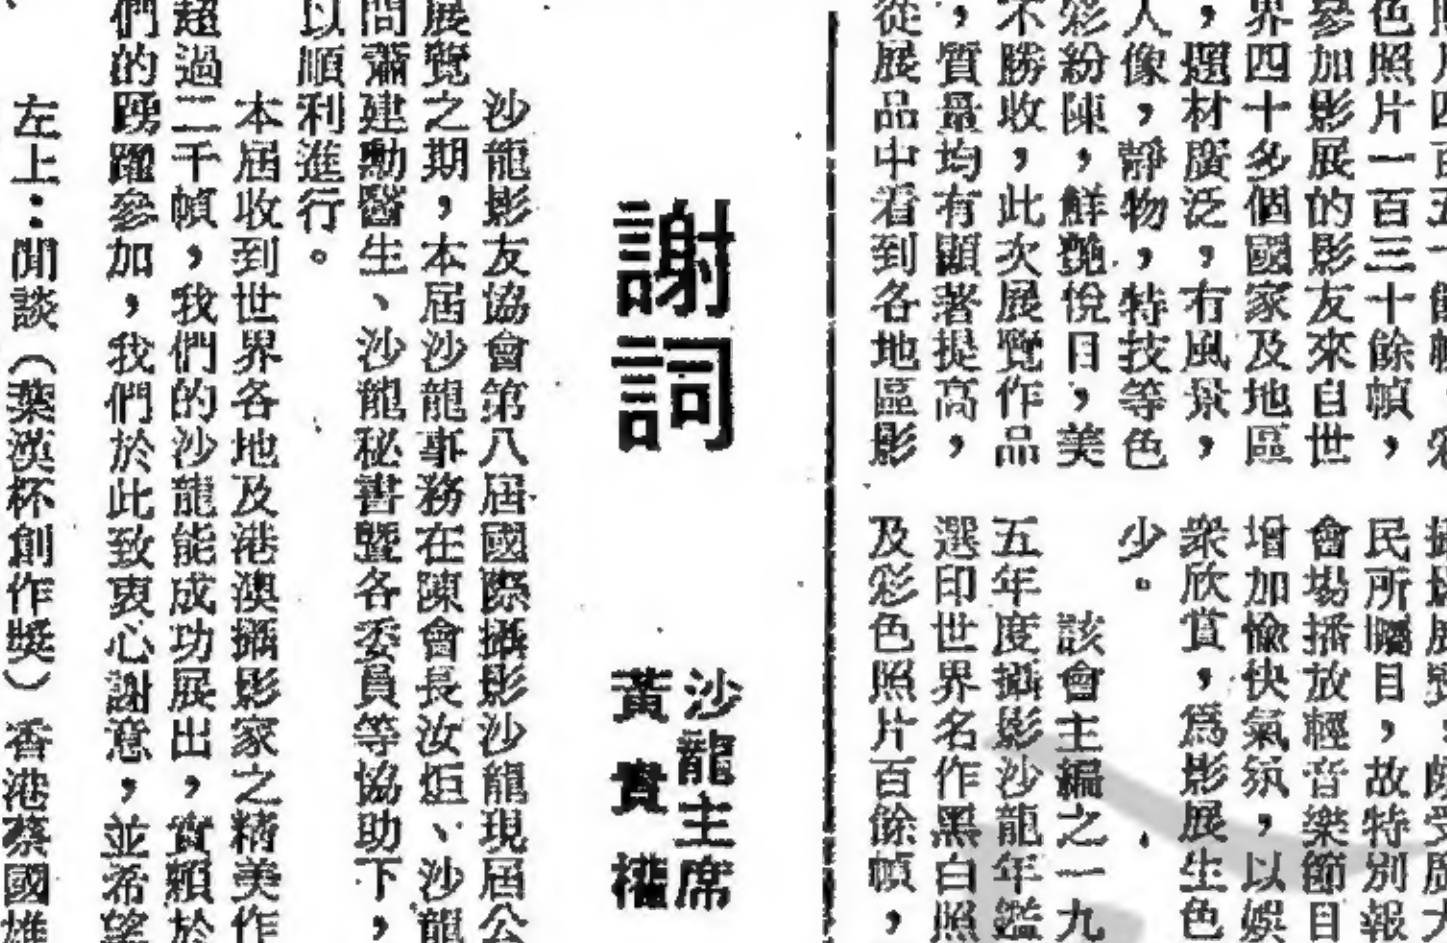 色照片一百三十餘幀，
參加影展的影友來自世
界四十多個國家及地區
，題材廣泛，有風景，
人像，靜物，特技等色
彩紛陳，鮮艷悅目，美
不勝收，此次展覽作品
，質量均有顯著提高，
從展品中看到各地區影
民所矚目，故特別報
會場播放輕音樂節目
增加愉快氣氛，以娛
衆欣賞，爲影展生色
少。
該會主編之一九
五年度攝影沙龍年鑑
選印世界名作黑白照
及彩色照片百餘幀，
謝詞
沙龍主席
黃貴權
沙龍影友協會第八屆國際攝影沙龍現屆公
展覽之期，本屆沙龍事務在陳會長汝炬、沙龍
問蕭建勳醫生、沙龍秘書暨各委員等協助下，
以順利進行。
本屆收到世界各地及港澳攝影家之精美作
超過二千幀，我們的沙龍能成功展出，實賴於
們的踴躍參加，我們於此致衷心謝意，並希望
左上：閒談（葉漢杯創作獎）香港蔡國雄